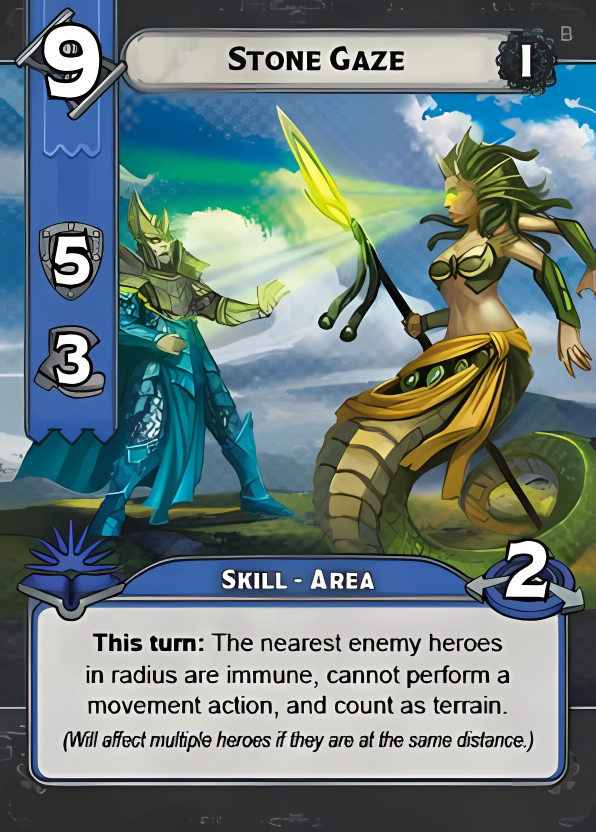 9
STONE GAZE
I
B
5
3
SKILL - AREA
2
This turn: The nearest enemy heroes
in radius are immune, cannot perform a
movement action, and count as terrain.
(Will affect multiple heroes if they are at the same distance.)